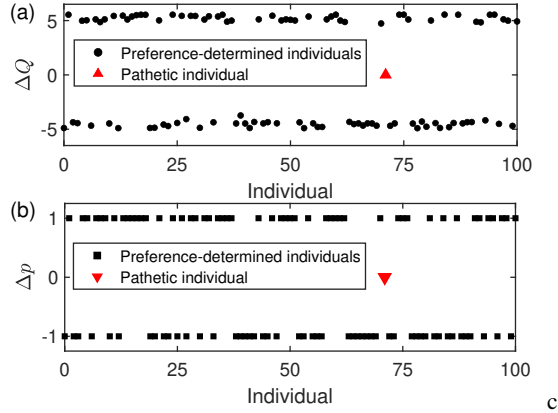 (a)
5
0
-5
ΔQ
Preference-determined individuals
Pathetic individual
0 25 50 75 100
Individual
(b)
1
0
-1
Δp
Preference-determined individuals
Pathetic individual
0 25 50 75 100
Individual
c